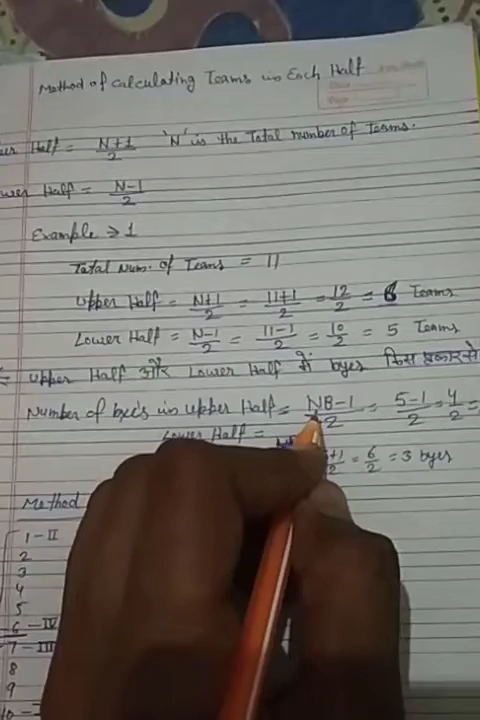 Method of Calculating Teams in Each Half
Half = N+1/2 'N' is the Total number of Teams.
Half = N-1/2
Example → 1
Total Num. of Teams = 11
Upper Half = N+1/2 = 11+1/2 = 12/2 = 6 Teams
Lower Half = N-1/2 = 11-1/2 = 10/2 = 5 Teams
Upper Half और Lower Half में byes किस प्रकार से
Number of bye's in Upper Half = NB-1/2 = 5-1/2 = 4/2 =
Lower Half =
+1/2 = 6/2 = 3 byes
Method
1-II
2
3
4
5
6-IV
7-III
8
9
10-